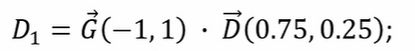 D₁ = G⃗(−1, 1) · D⃗(0.75, 0.25);